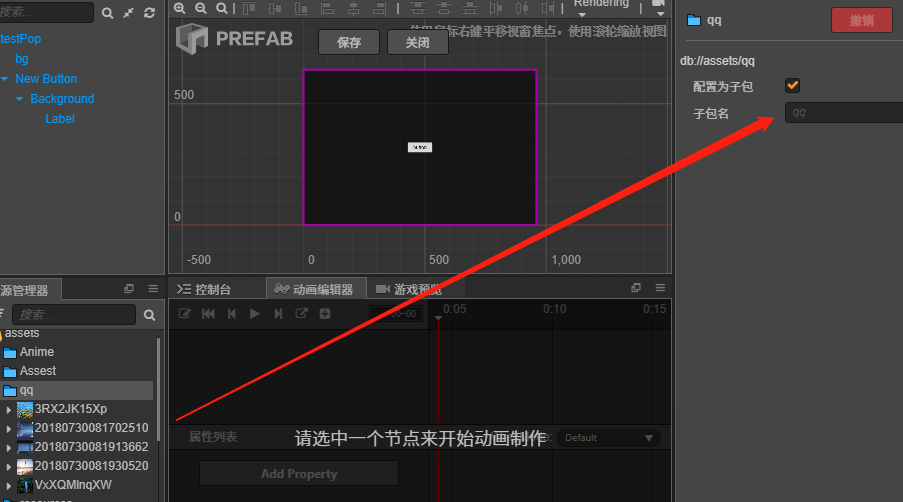 搜索...
testPop
bg
New Button
Background
Label
Rendering
使用鼠标右键平移视窗焦点，使用滚轮缩放视图
PREFAB
保存
关闭
button
500
0
-500
0
500
1,000
qq
撤销
db://assets/qq
配置为子包
子包名
qq
源管理器
搜索...
assets
Anime
Assest
qq
3RX2JK15Xp
20180730081702510
20180730081913662
20180730081930520
VxXQMlnqXW
控制台
动画编辑器
游戏预览
0:05
0:10
0:15
属性列表
请选中一个节点来开始动画制作
Default
Add Property